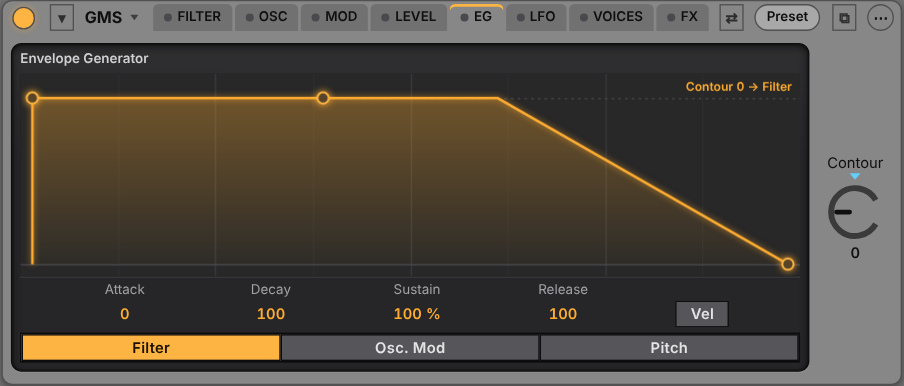 GMS FILTER OSC MOD LEVEL EG LFO VOICES FX Preset
Envelope Generator
Contour 0 → Filter
Contour
0
Attack Decay Sustain Release
0 100 100 % 100 Vel
Filter Osc. Mod Pitch